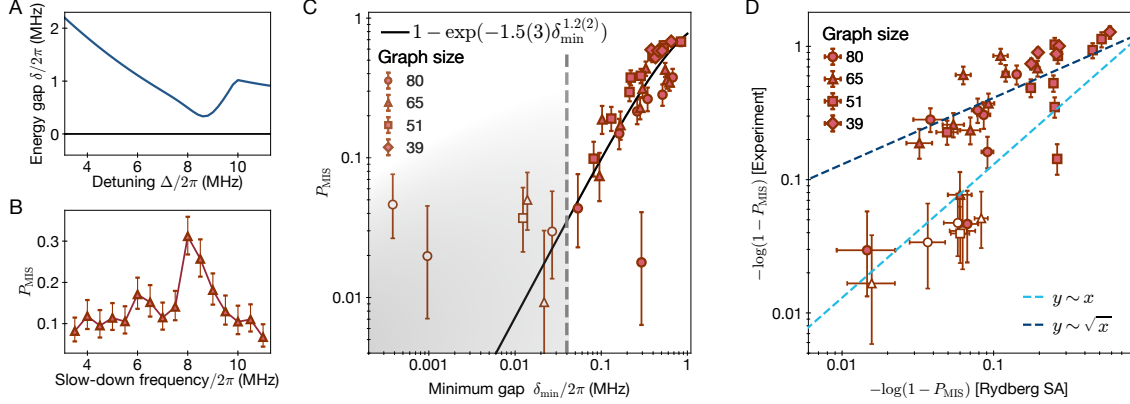 A
Energy gap δ/2π (MHz)
2
1
0
4
6
8
10
Detuning Δ/2π (MHz)
B
P_MIS
0.3
0.2
0.1
4
6
8
10
Slow-down frequency/2π (MHz)
C
1 − exp(−1.5(3)δ_min^1.2(2))
Graph size
80
65
51
39
P_MIS
1
0.1
0.01
0.001
0.01
0.1
1
Minimum gap δ_min/2π (MHz)
D
Graph size
80
65
51
39
−log(1 − P_MIS) [Experiment]
1
0.1
0.01
y ∼ x
y ∼ √x
0.01
0.1
−log(1−P_MIS) [Rydberg SA]